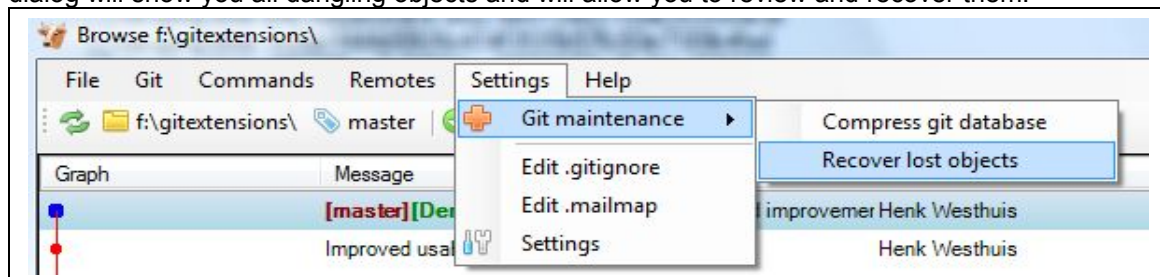 dialog will show you all dangling objects and will allow you to review and recover them.
Browse f:\gitextensions\
File Git Commands Remotes Settings Help
f:\gitextensions\ master Git maintenance Compress git database
Recover lost objects
Graph Message Edit .gitignore
[master] Edit .mailmap Henk Westhuis
Improved Settings Henk Westhuis